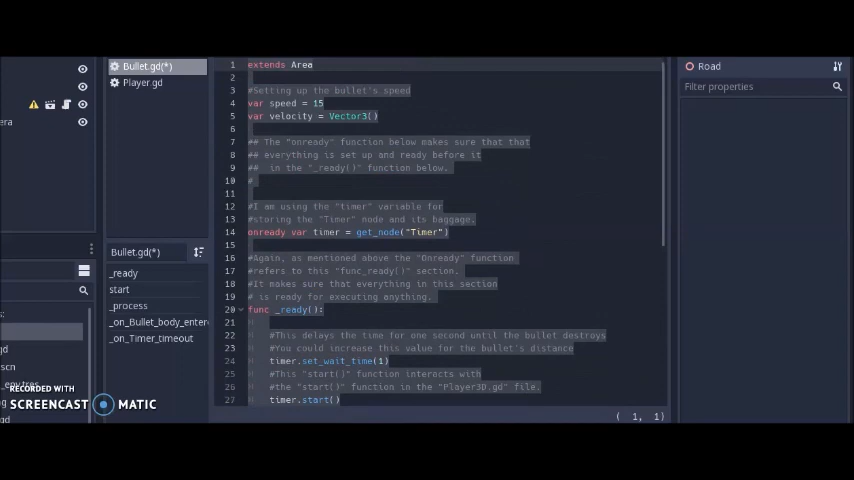 Bullet.gd(*)
Player.gd
era
Bullet.gd(*)
_ready
start
_process
_on_Bullet_body_entere
_on_Timer_timeout
s:
gd
scn
env.tres
gd
1 extends Area
2
3 #Setting up the bullet's speed
4 var speed = 15
5 var velocity = Vector3()
6
7 ## The "onready" function below makes sure that that
8 ## everything is set up and ready before it
9 ##  in the "_ready()" function below.
10 #
11
12 #I am using the "timer" variable for
13 #storing the "Timer" node and its baggage.
14 onready var timer = get_node("Timer")
15
16 #Again, as mentioned above the "Onready" function
17 #refers to this "func_ready()" section.
18 #It makes sure that everything in this section
19 # is ready for executing anything.
20 func _ready():
21
22 #This delays the time for one second until the bullet destroys
23 #You could increase this value for the bullet's distance
24 timer.set_wait_time(1)
25 #This "start()" function interacts with
26 #the "start()" function in the "Player3D.gd" file.
27 timer.start()
( 1, 1)
Road
Filter properties
RECORDED WITH
SCREENCAST MATIC